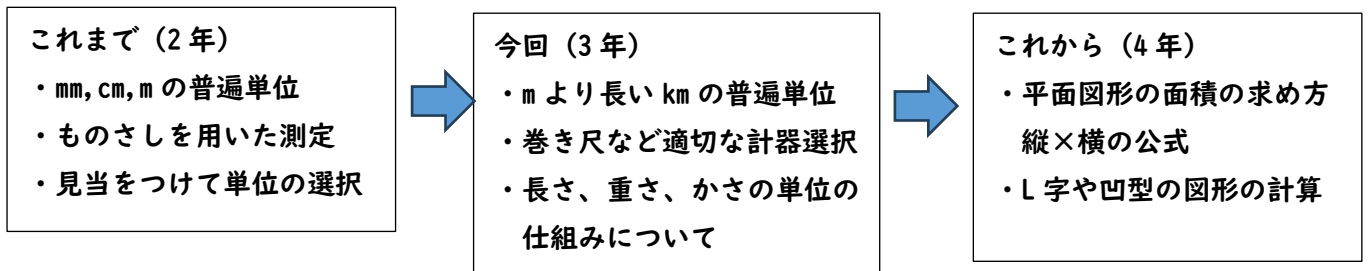 これまで（2年）
・mm,cm,mの普遍単位
・ものさしを用いた測定
・見当をつけて単位の選択
今回（3年）
・mより長いkmの普遍単位
・巻き尺など適切な計器選択
・長さ、重さ、かさの単位の
仕組みについて
これから（4年）
・平面図形の面積の求め方
縦×横の公式
・L字や凹型の図形の計算